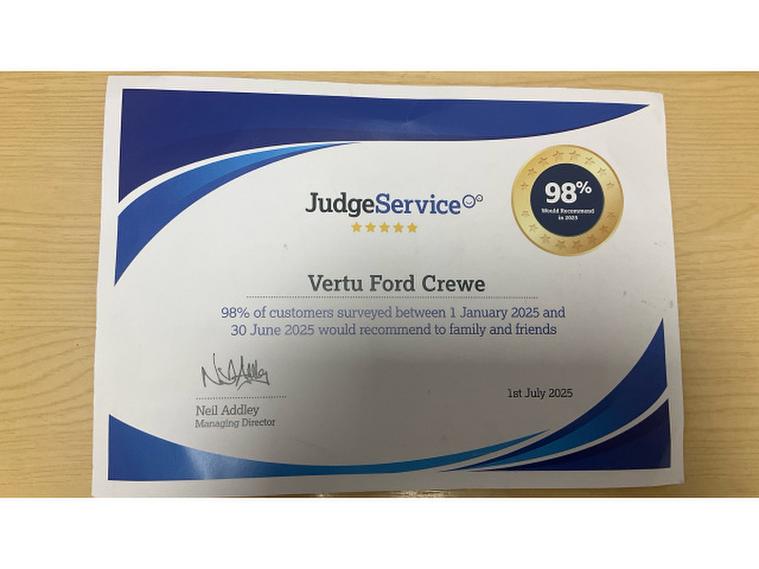 JudgeService
98%
Would Recommend
in 2025
Vertu Ford Crewe
98% of customers surveyed between 1 January 2025 and
30 June 2025 would recommend to family and friends
Neil Addley
Managing Director
1st July 2025